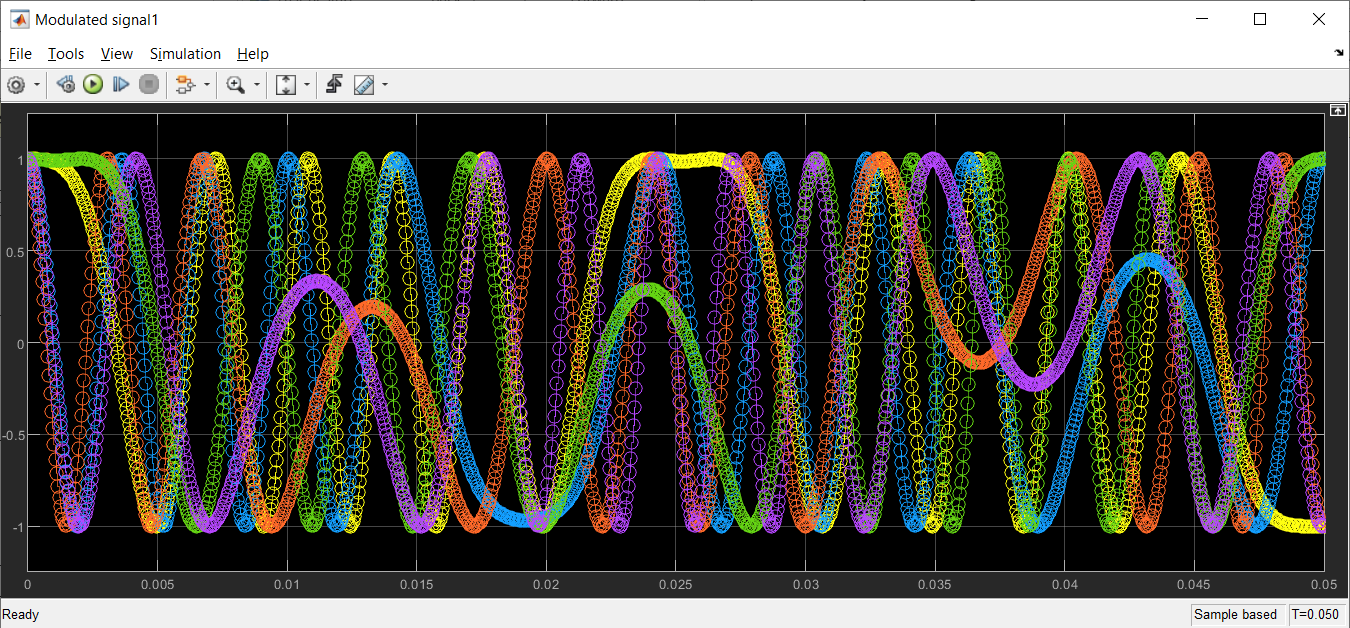 Modulated signal1
File Tools View Simulation Help
1
0.5
0
-0.5
-1
0 0.005 0.01 0.015 0.02 0.025 0.03 0.035 0.04 0.045 0.05
Ready Sample based T=0.050